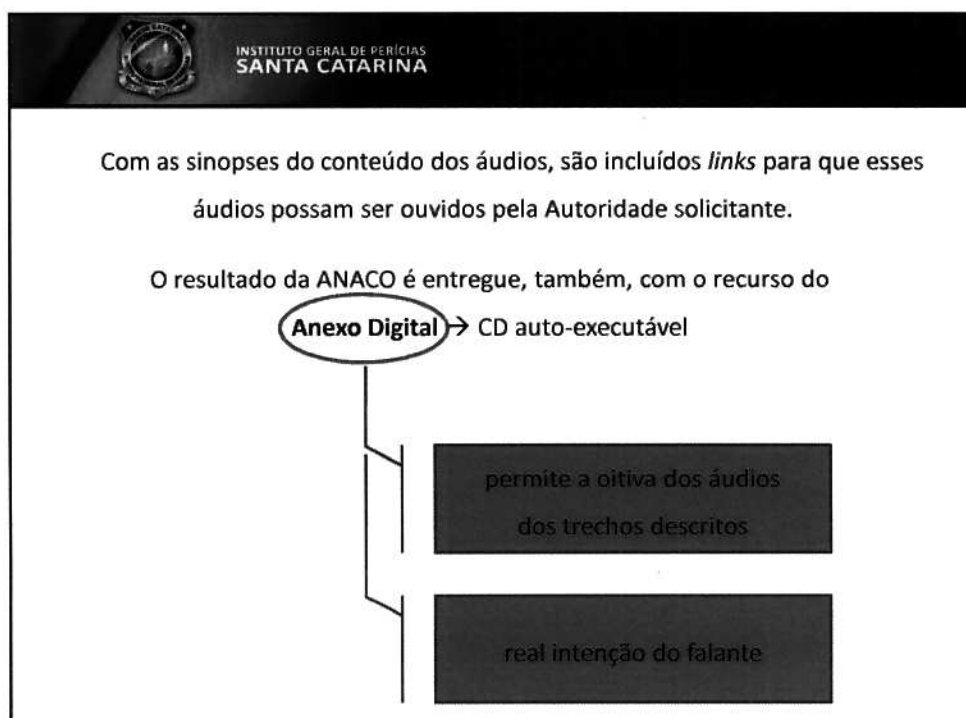 INSTITUTO GERAL DE PERÍCIAS
SANTA CATARINA
Com as sinopses do conteúdo dos áudios, são incluídos links para que esses
áudios possam ser ouvidos pela Autoridade solicitante.
O resultado da ANACO é entregue, também, com o recurso do
Anexo Digital → CD auto-executável
permite a oitiva dos áudios
dos trechos descritos
real intenção do falante